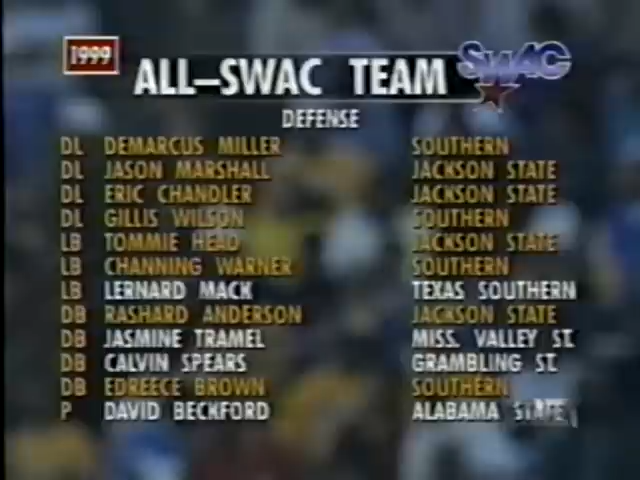 1999
ALL-SWAC TEAM SWAC
DEFENSE
DL DEMARCUS MILLER SOUTHERN
DL JASON MARSHALL JACKSON STATE
DL ERIC CHANDLER JACKSON STATE
DL GILLIS WILSON SOUTHERN
LB TOMMIE HEAD JACKSON STATE
LB CHANNING WARNER SOUTHERN
LB LERNARD MACK TEXAS SOUTHERN
DB RASHARD ANDERSON JACKSON STATE
DB JASMINE TRAMEL MISS. VALLEY ST.
DB CALVIN SPEARS GRAMBLING ST.
DB EDREECE BROWN SOUTHERN
P DAVID BECKFORD ALABAMA STATE